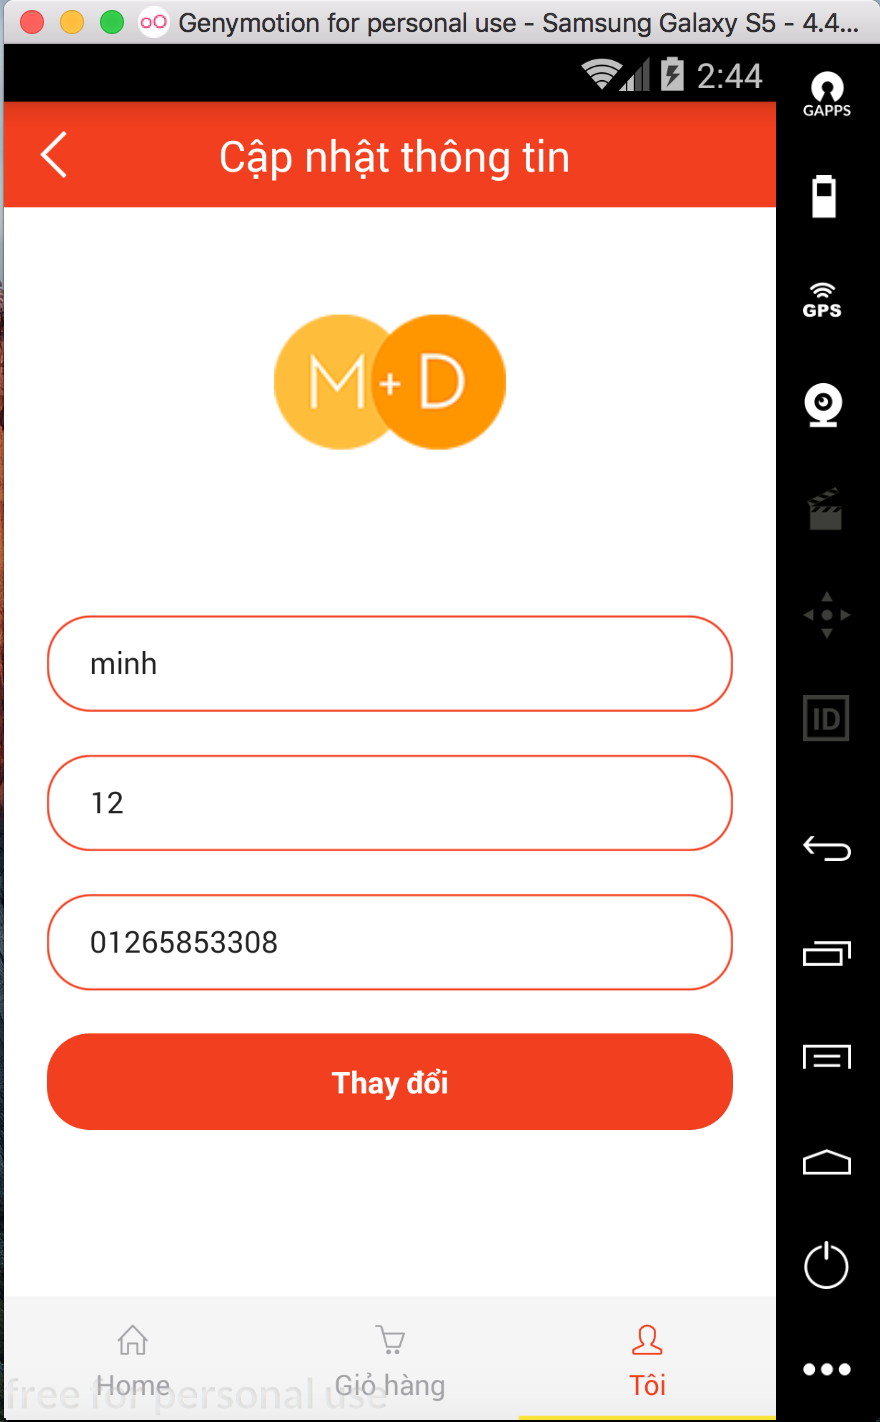 Genymotion for personal use - Samsung Galaxy S5 - 4.4...
2:44
GAPPS
Cập nhật thông tin
GPS
M + D
minh
ID
12
01265853308
Thay đổi
Home
Giỏ hàng
Tôi
free for personal use